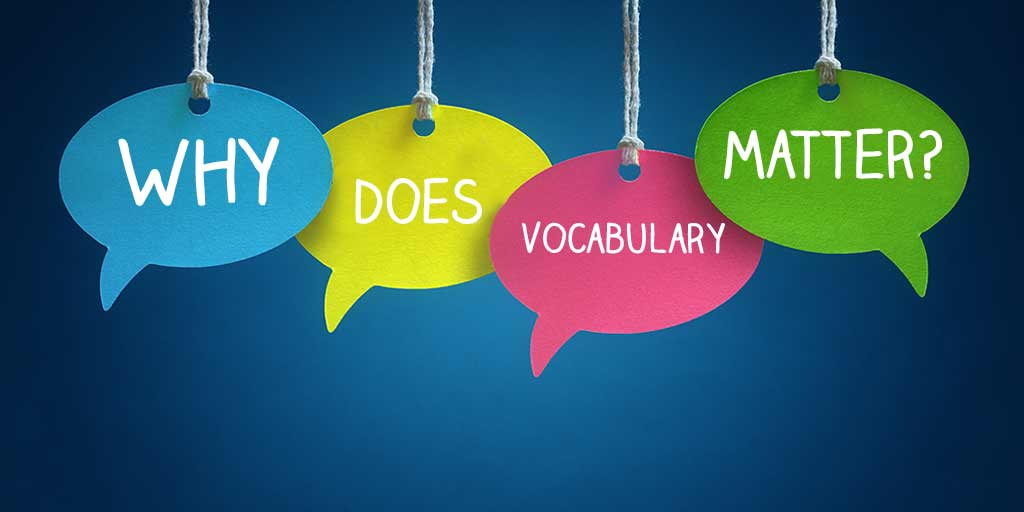 WHY
DOES
VOCABULARY
MATTER?